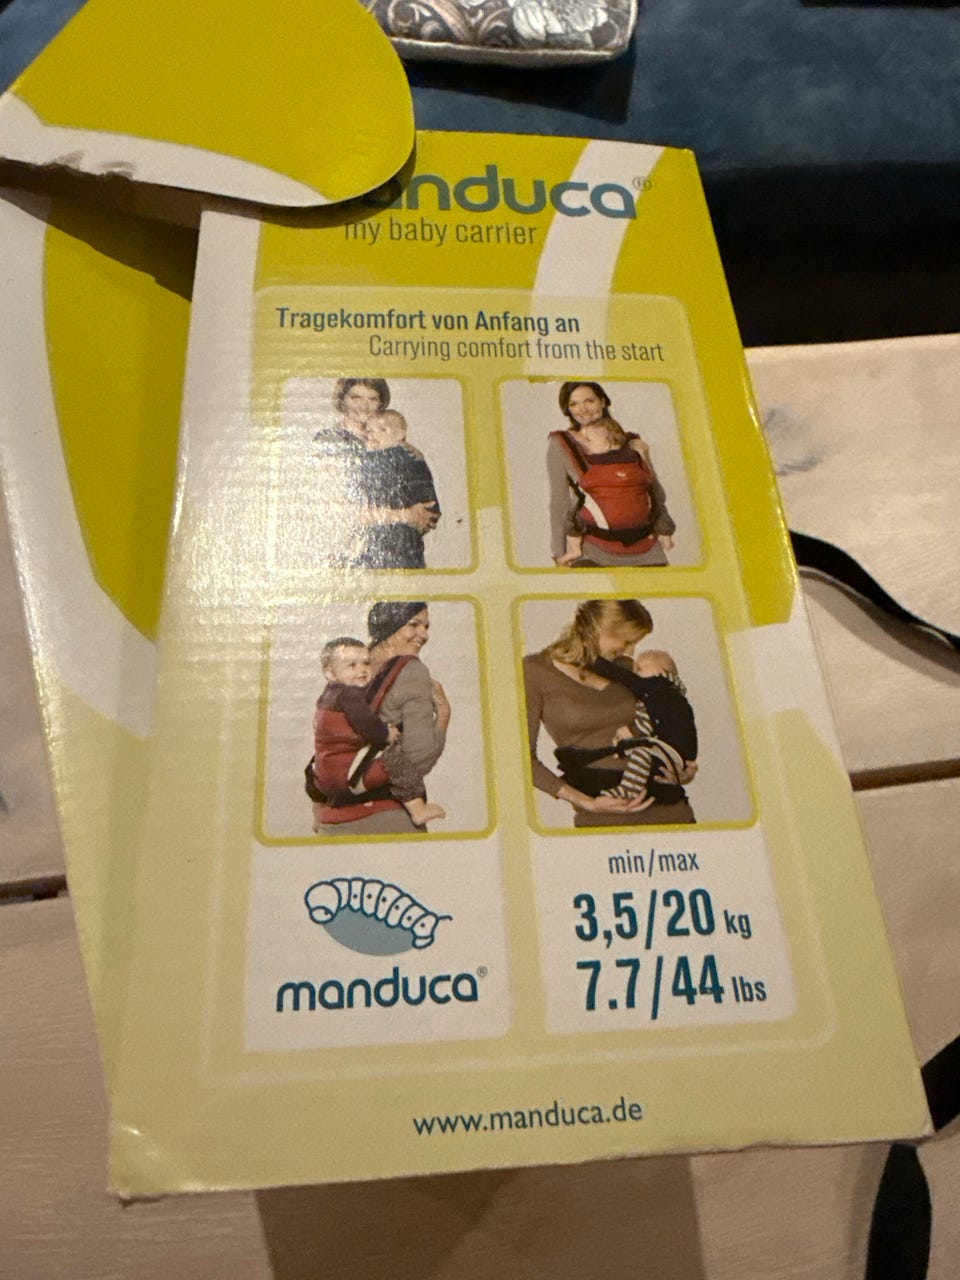 manduca®
my baby carrier
Tragekomfort von Anfang an
Carrying comfort from the start
min/max
3,5/20 kg
7.7/44 lbs
manduca®
www.manduca.de